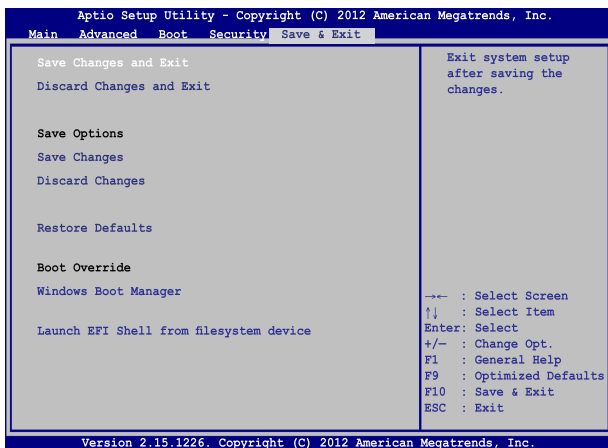 Aptio Setup Utility - Copyright (C) 2012 American Megatrends, Inc.
Main Advanced Boot Security Save & Exit
Save Changes and Exit
Discard Changes and Exit
Save Options
Save Changes
Discard Changes
Restore Defaults
Boot Override
Windows Boot Manager
Launch EFI Shell from filesystem device
Exit system setup
after saving the
changes.
→← : Select Screen
↑↓ : Select Item
Enter: Select
+/— : Change Opt.
F1 : General Help
F9 : Optimized Defaults
F10 : Save & Exit
ESC : Exit
Version 2.15.1226. Copyright (C) 2012 American Megatrends, Inc.